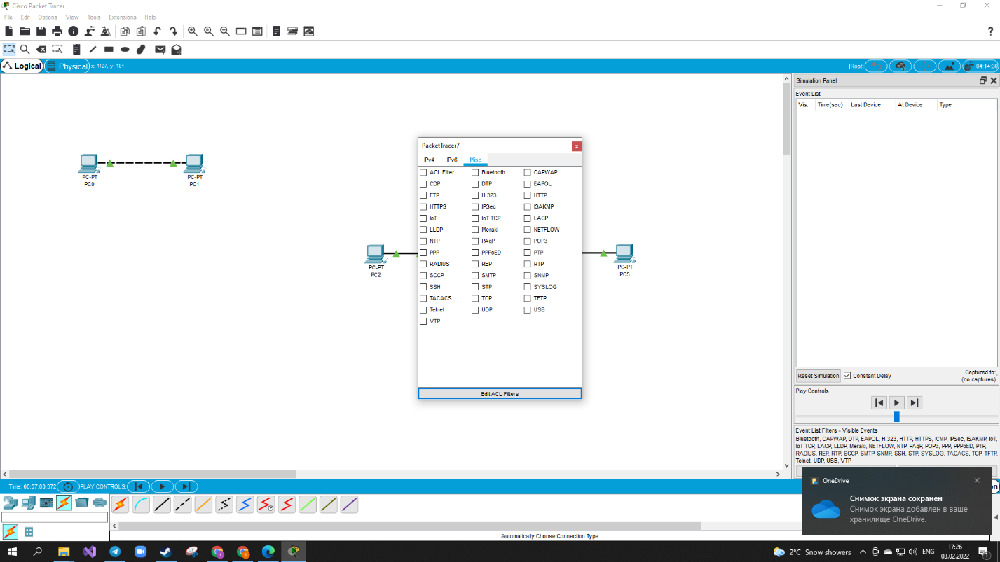 Cisco Packet Tracer
File Edit Options View Tools Extensions Help
?
Logical Physical x: 1127, y: 184 [Root] 04:14:30
Simulation Panel
Event List
Vis. Time(sec) Last Device At Device Type
PC-PT
PC0
PC-PT
PC1
PC-PT
PC2
PC-PT
PC5
PacketTracer7 x
IPv4 IPv6 Misc
ACL Filter Bluetooth CAPWAP
CDP DTP EAPOL
FTP H.323 HTTP
HTTPS IPSec ISAKMP
IoT IoT TCP LACP
LLDP Meraki NETFLOW
NTP PAgP POP3
PPP PPPoED PTP
RADIUS REP RTP
SCCP SMTP SNMP
SSH STP SYSLOG
TACACS TCP TFTP
Telnet UDP USB
VTP
Edit ACL Filters
Reset Simulation Constant Delay Captured to:
(no captures)
Play Controls
Event List Filters - Visible Events
Bluetooth, CAPWAP, DTP, EAPOL, H.323, HTTP, HTTPS, ICMP, IPSec, ISAKMP, IoT,
IoT TCP, LACP, LLDP, Meraki, NETFLOW, NTP, PAgP, POP3, PPP, PPPoED, PTP,
RADIUS, REP, RTP, SCCP, SMTP, SNMP, SSH, STP, SYSLOG, TACACS, TCP, TFTP,
Telnet, UDP, USB, VTP
Time: 00:07:00.372 PLAY CONTROLS:
on
OneDrive
Снимок экрана сохранен
Снимок экрана добавлен в ваше
хранилище OneDrive.
Automatically Choose Connection Type
2°C Snow showers ENG 17:26
03.02.2022
1